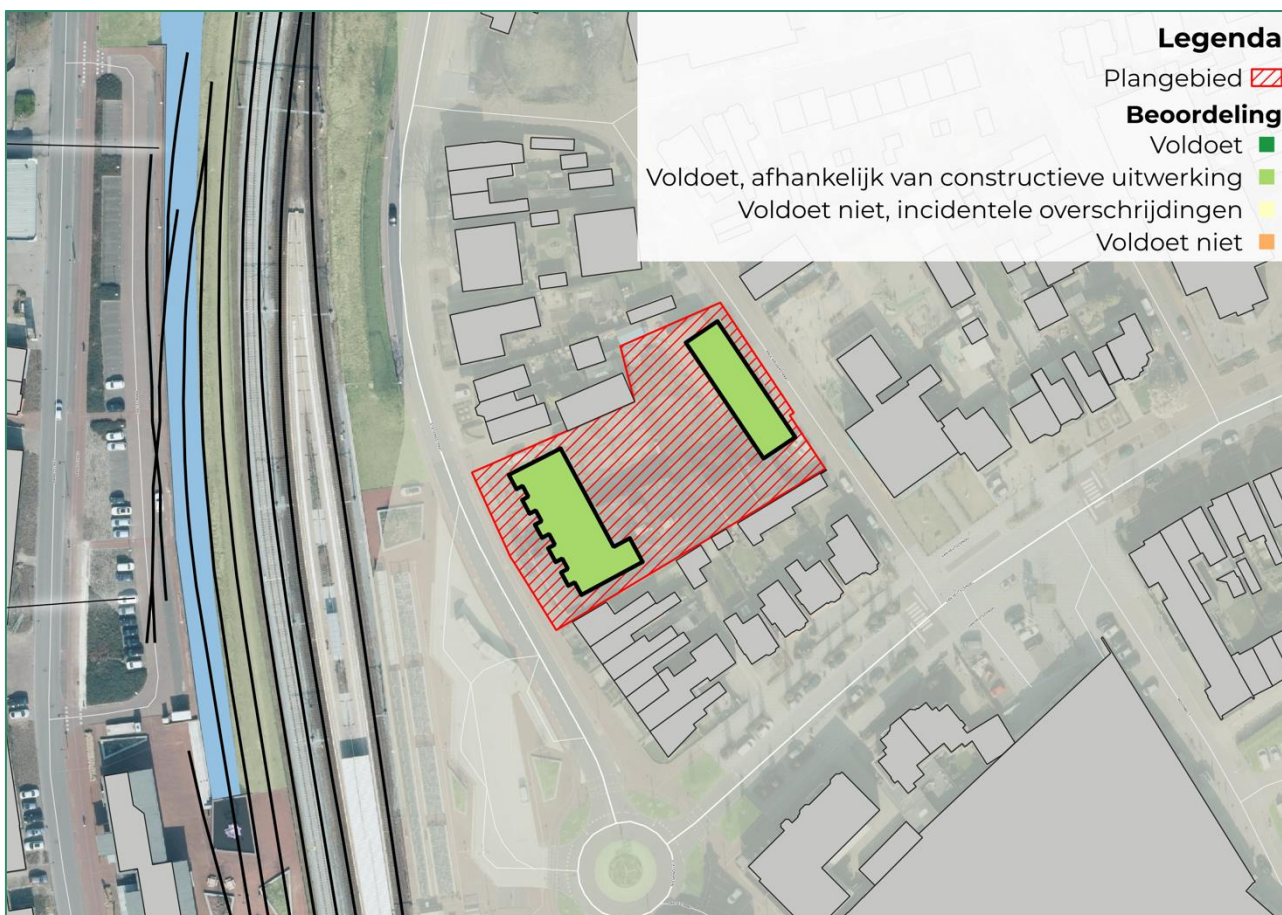 Legenda
Plangebied
Beoordeling
Voldoet
Voldoet, afhankelijk van constructieve uitwerking
Voldoet niet, incidentele overschrijdingen
Voldoet niet